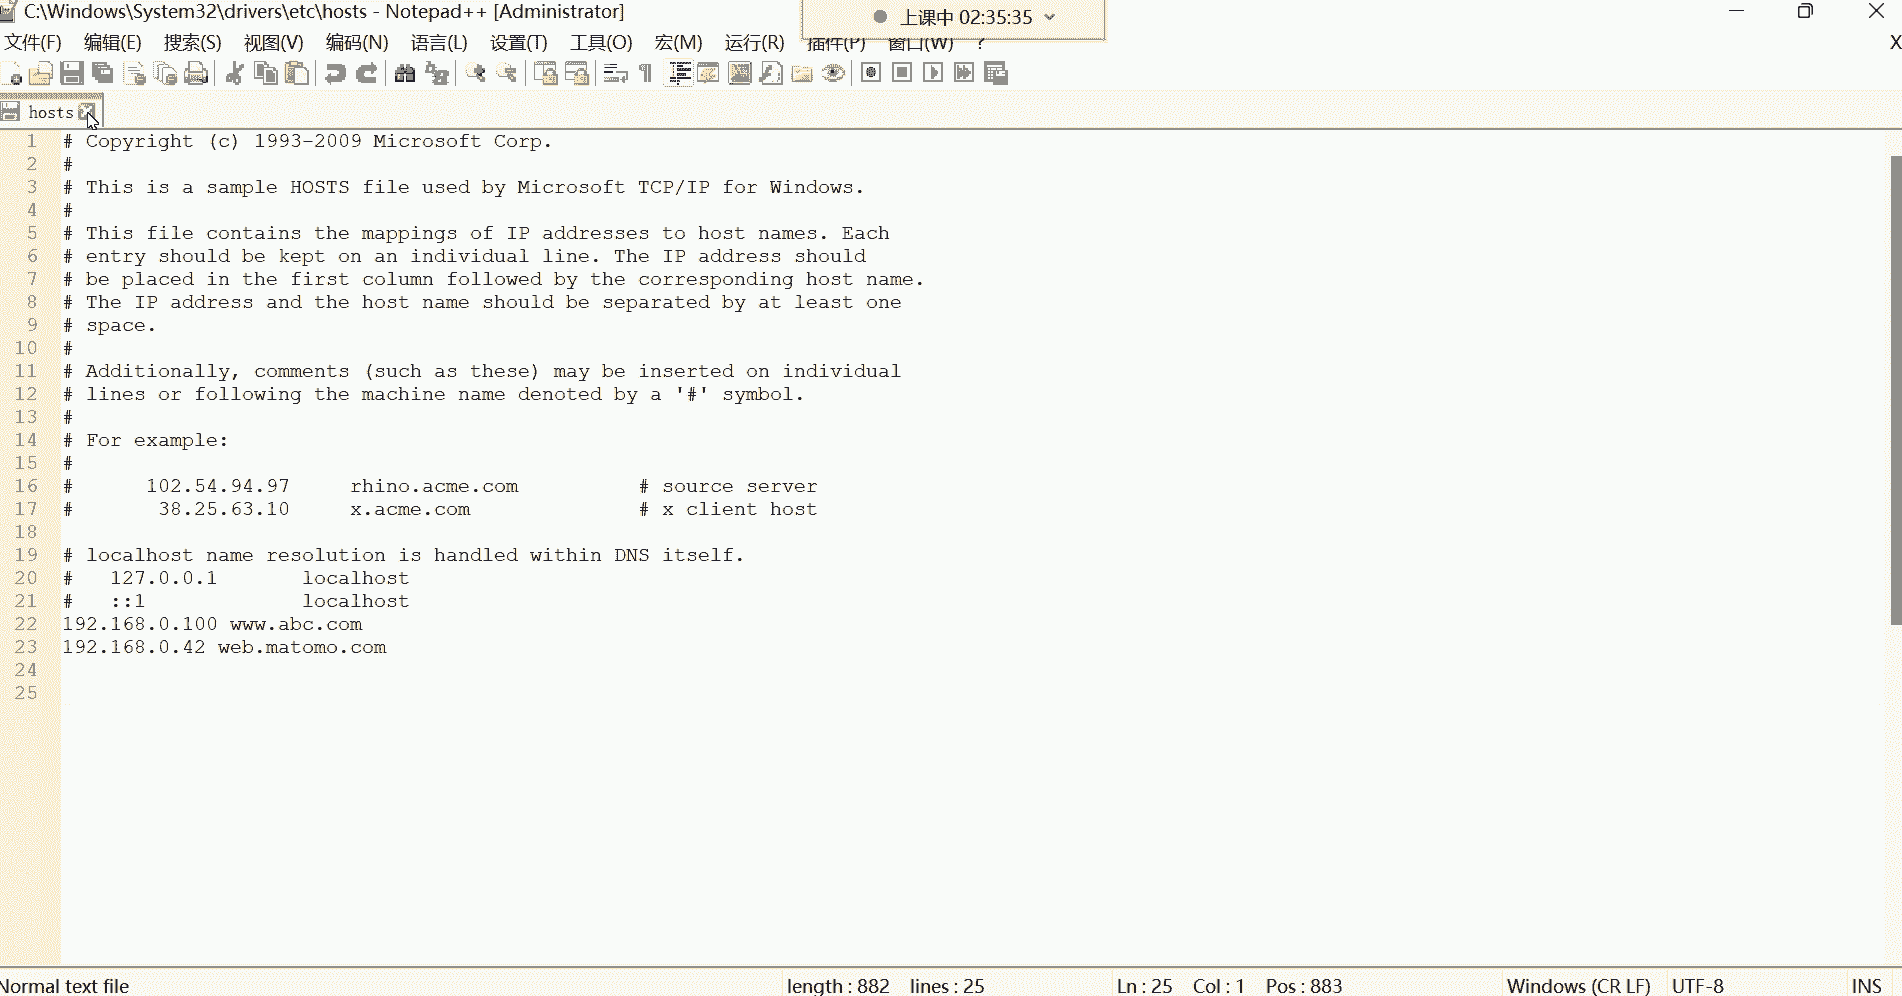 C:\Windows\System32\drivers\etc\hosts - Notepad++ [Administrator]
上课中 02:35:35
文件(F) 编辑(E) 搜索(S) 视图(V) 编码(N) 语言(L) 设置(T) 工具(O) 宏(M) 运行(R) 插件(P) 窗口(W) ? X
hosts
1 # Copyright (c) 1993-2009 Microsoft Corp.
2 #
3 # This is a sample HOSTS file used by Microsoft TCP/IP for Windows.
4 #
5 # This file contains the mappings of IP addresses to host names. Each
6 # entry should be kept on an individual line. The IP address should
7 # be placed in the first column followed by the corresponding host name.
8 # The IP address and the host name should be separated by at least one
9 # space.
10 #
11 # Additionally, comments (such as these) may be inserted on individual
12 # lines or following the machine name denoted by a '#' symbol.
13 #
14 # For example:
15 #
16 #      102.54.94.97     rhino.acme.com          # source server
17 #       38.25.63.10     x.acme.com              # x client host
18
19 # localhost name resolution is handled within DNS itself.
20 #   127.0.0.1       localhost
21 #   ::1             localhost
22 192.168.0.100 www.abc.com
23 192.168.0.42 web.matomo.com
24
25
Normal text file length : 882 lines : 25 Ln : 25 Col : 1 Pos : 883 Windows (CR LF) UTF-8 INS